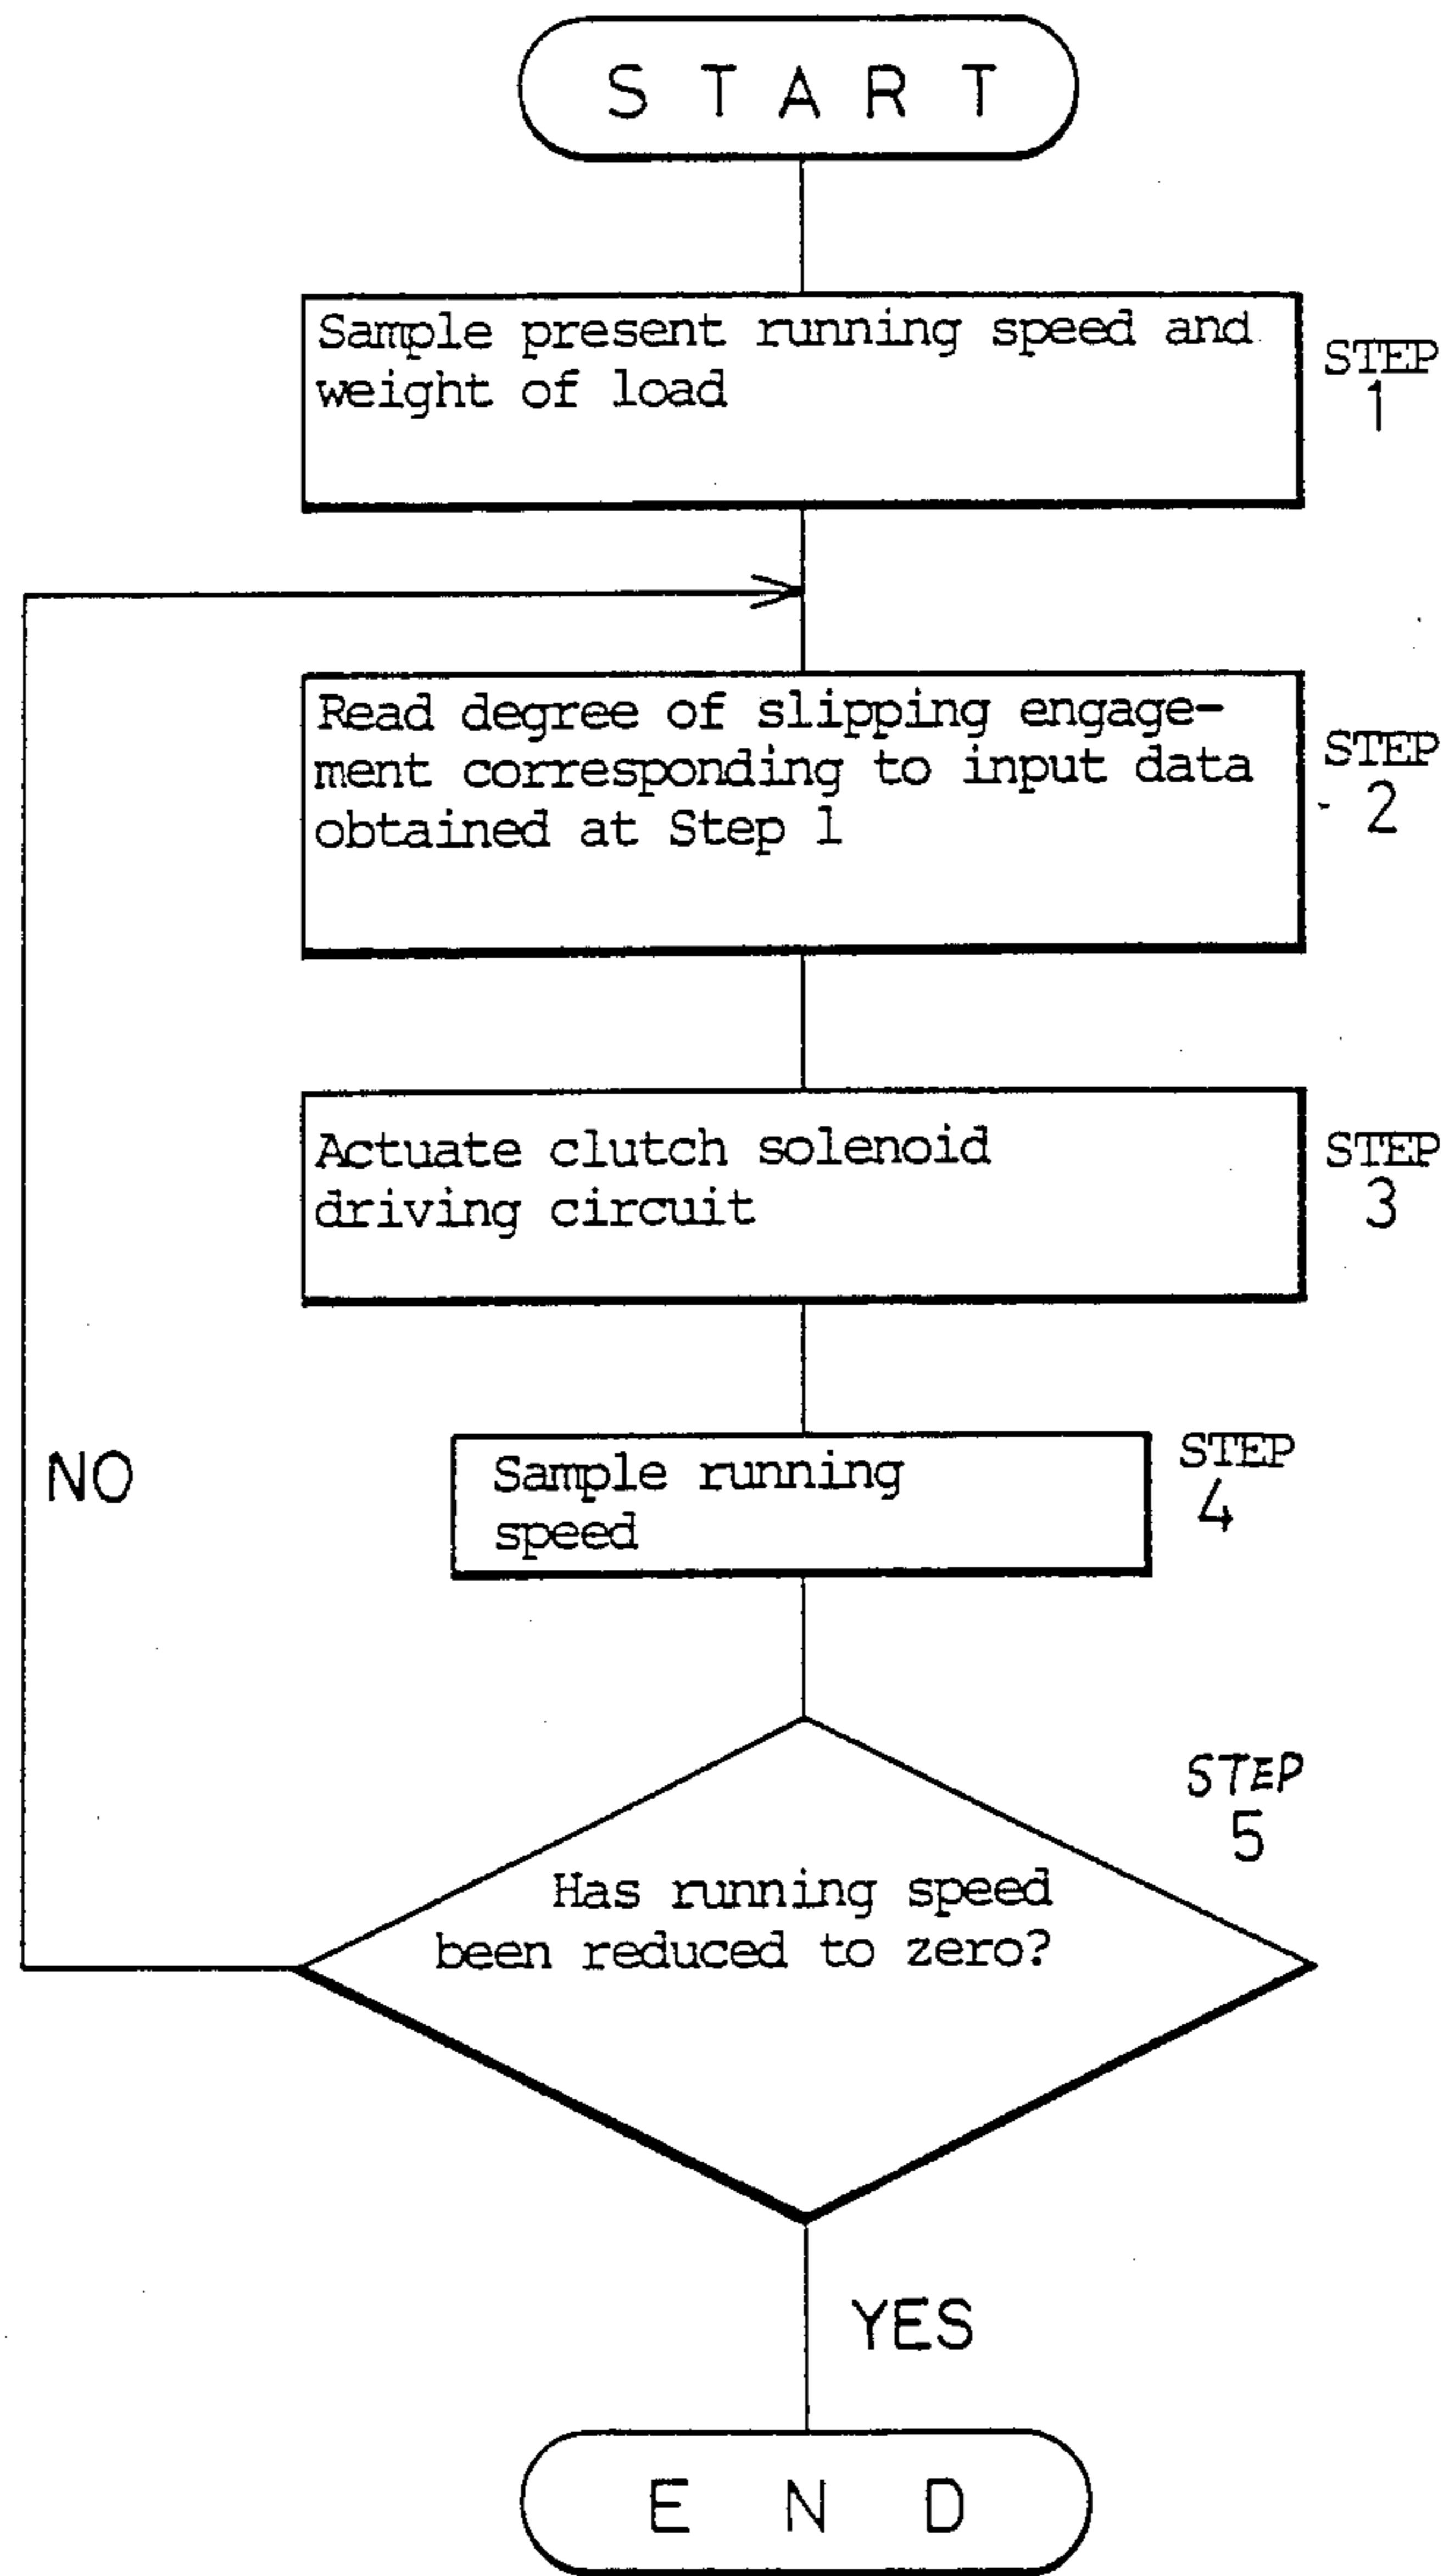 START
Sample present running speed and
weight of load
STEP
1
Read degree of slipping engage-
ment corresponding to input data
obtained at Step 1
STEP
2
Actuate clutch solenoid
driving circuit
STEP
3
Sample running
speed
STEP
4
NO
STEP
5
Has running speed
been reduced to zero?
YES
END